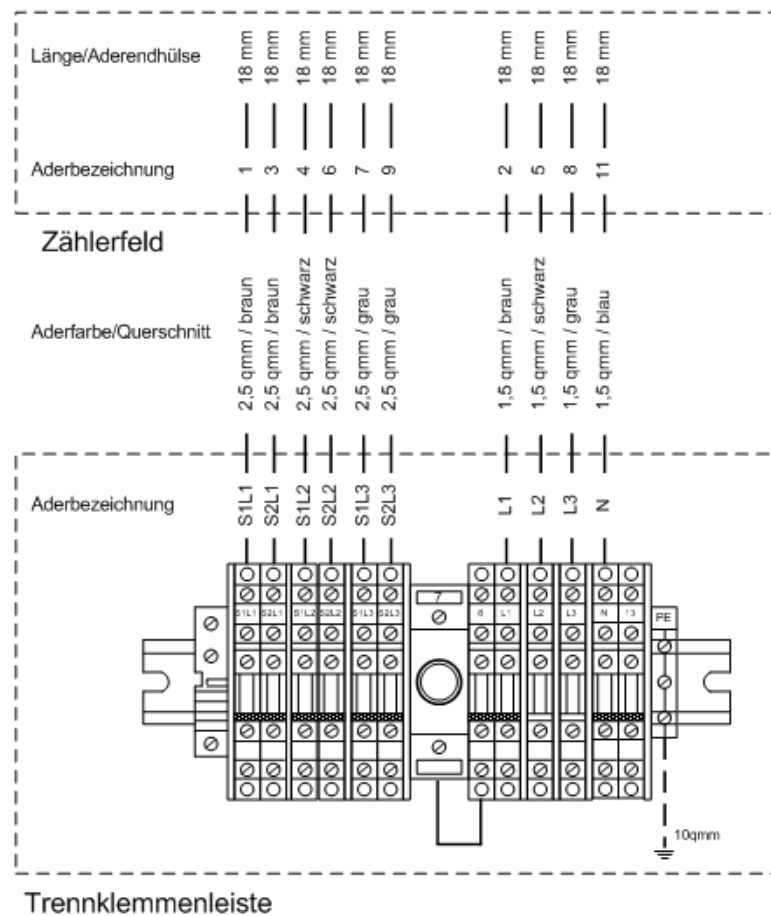 Länge/Aderendhülse
18 mm
18 mm
18 mm
18 mm
18 mm
18 mm
18 mm
18 mm
18 mm
18 mm
Aderbezeichnung
1
3
4
6
7
9
2
5
8
11
Zählerfeld
Aderfarbe/Querschnitt
2,5 qmm / braun
2,5 qmm / braun
2,5 qmm / schwarz
2,5 qmm / schwarz
2,5 qmm / grau
2,5 qmm / grau
1,5 qmm / braun
1,5 qmm / schwarz
1,5 qmm / grau
1,5 qmm / blau
Aderbezeichnung
S1L1
S2L1
S1L2
S2L2
S1L3
S2L3
L1
L2
L3
N
7
S1L1
S2L1
S1L2
S2L2
S1L3
S2L3
L1
L2
L3
N
13
PE
10qmm
Trennklemmenleiste